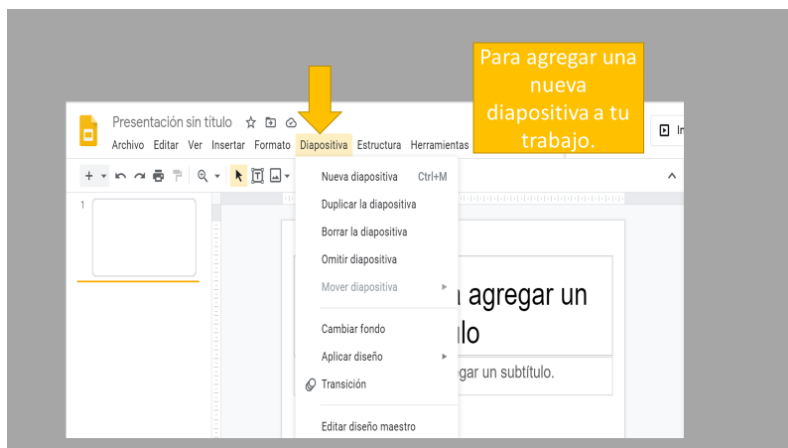 Para agregar una
nueva
diapositiva a tu
trabajo.
Presentación sin título
Archivo Editar Ver Insertar Formato Diapositiva Estructura Herramientas
1
Nueva diapositiva Ctrl+M
Duplicar la diapositiva
Borrar la diapositiva
Omitir diapositiva
Mover diapositiva
Cambiar fondo
Aplicar diseño
Transición
Editar diseño maestro
agregar un
un subtítulo.